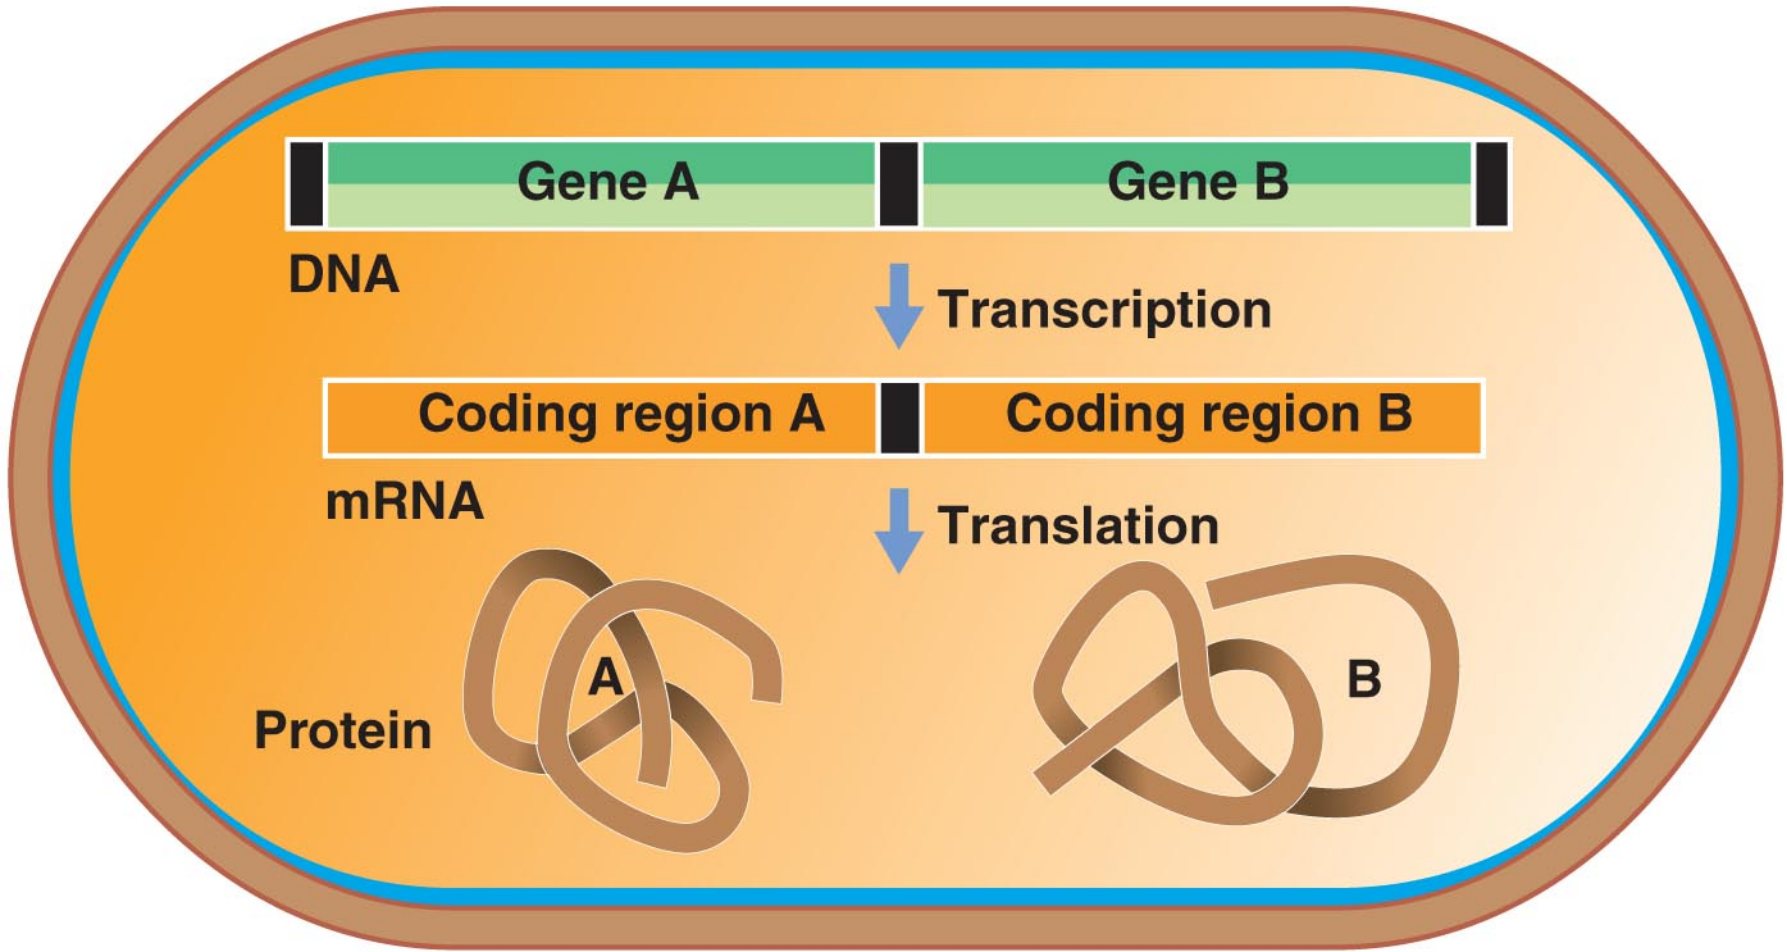 Gene A
Gene B
DNA
Transcription
Coding region A
Coding region B
mRNA
Translation
A
B
Protein